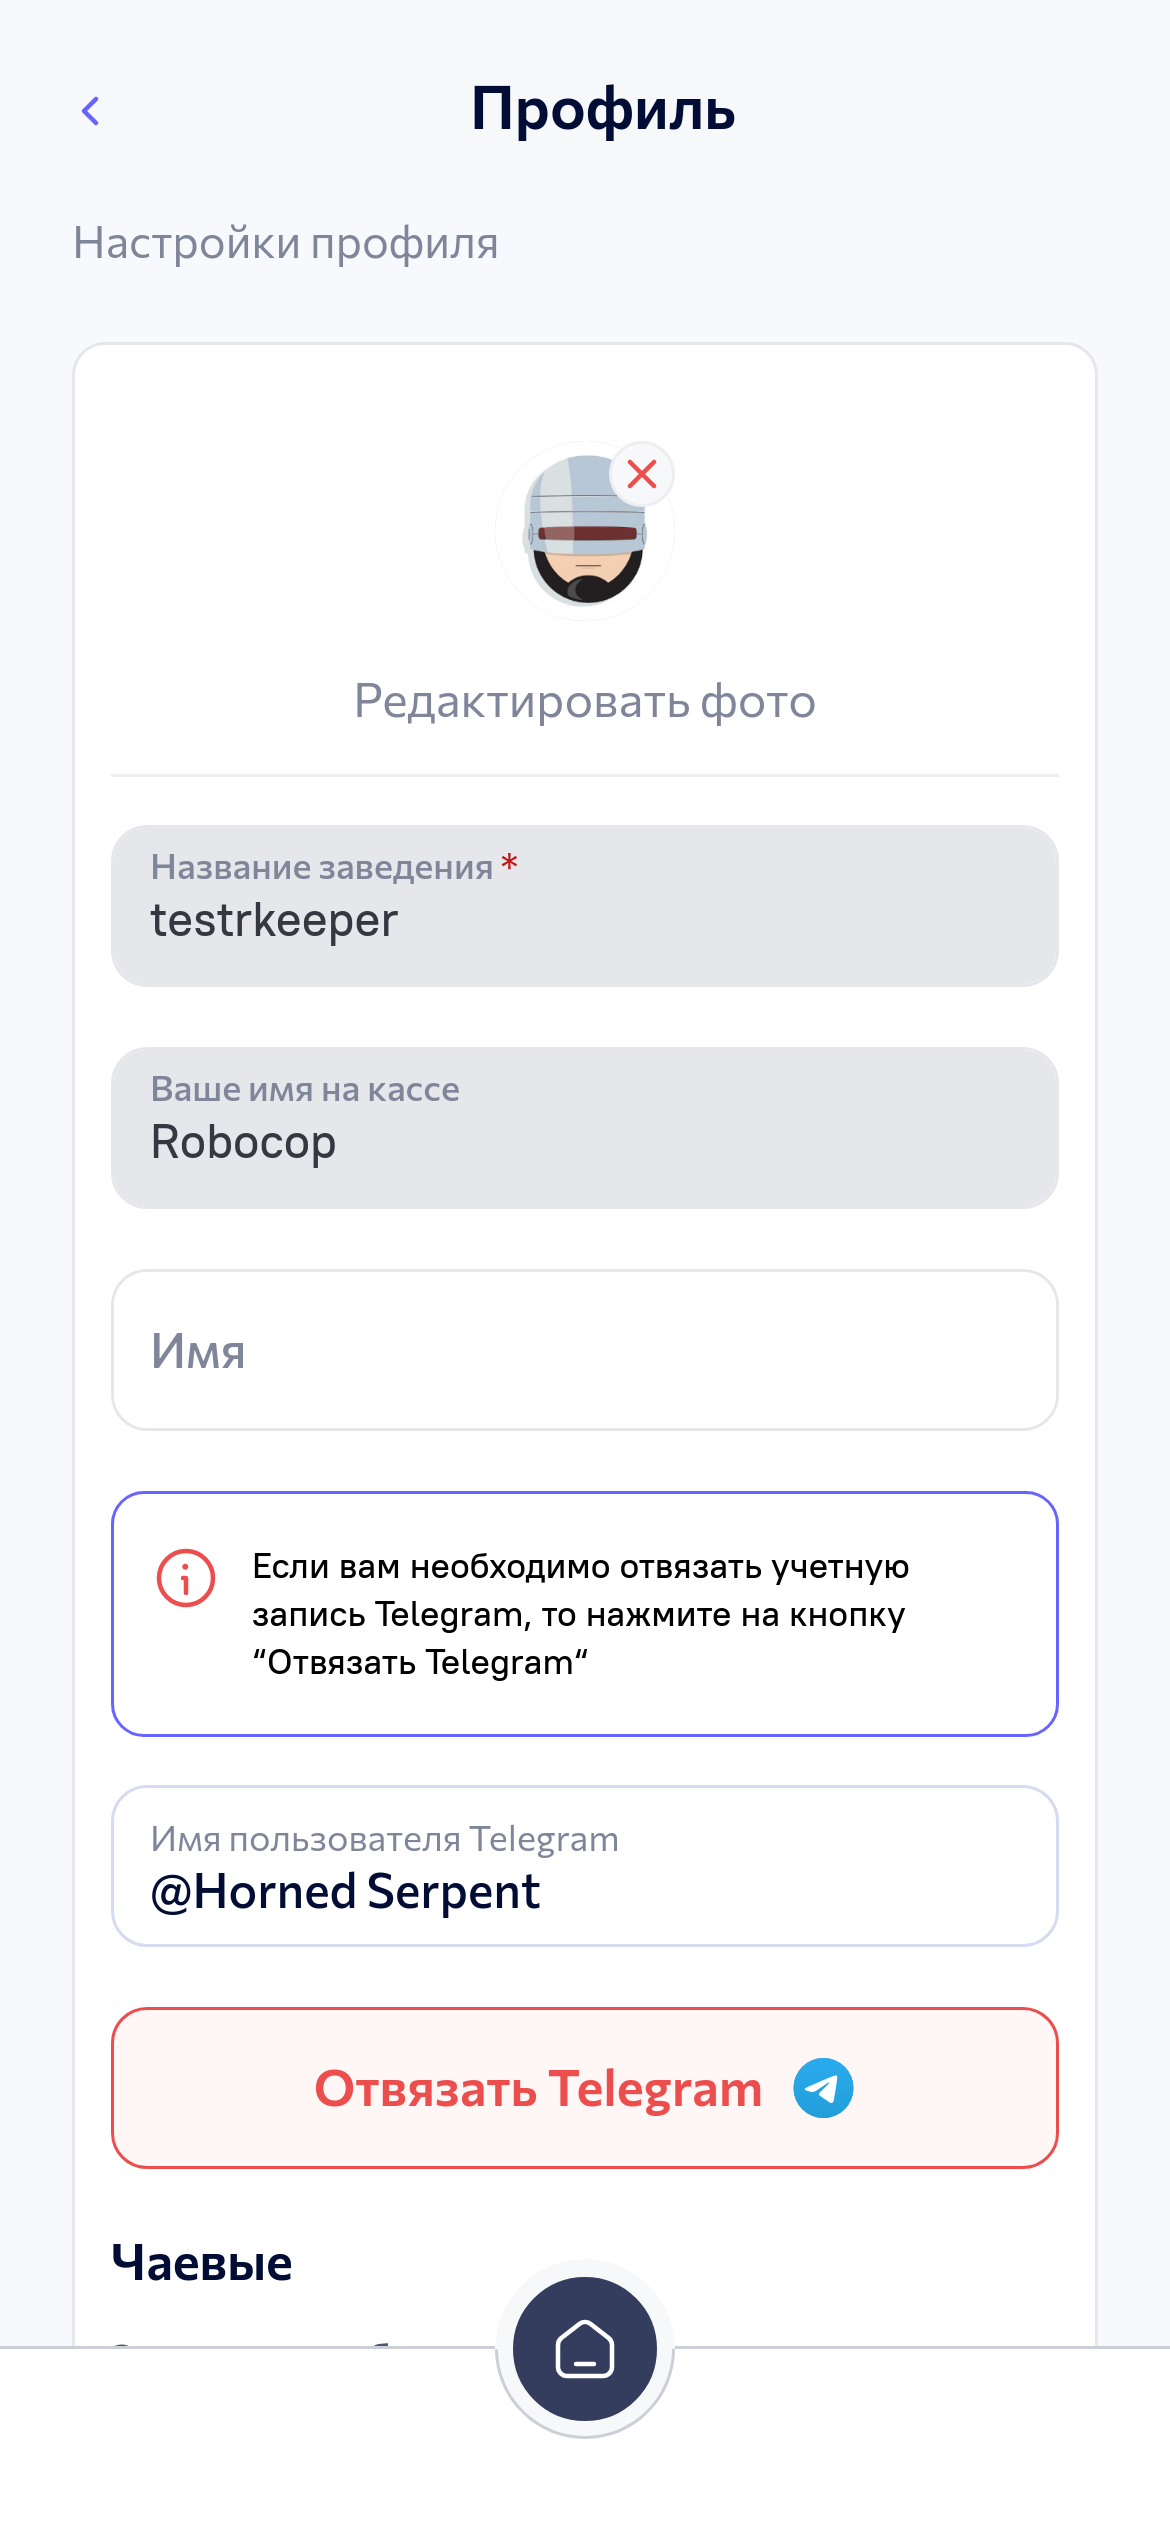 Профиль
Настройки профиля
Редактировать фото
Название заведения *
testrkeeper
Ваше имя на кассе
Robocop
Имя
Если вам необходимо отвязать учетную
запись Telegram, то нажмите на кнопку
“Отвязать Telegram“
Имя пользователя Telegram
@Horned Serpent
Отвязать Telegram
Чаевые